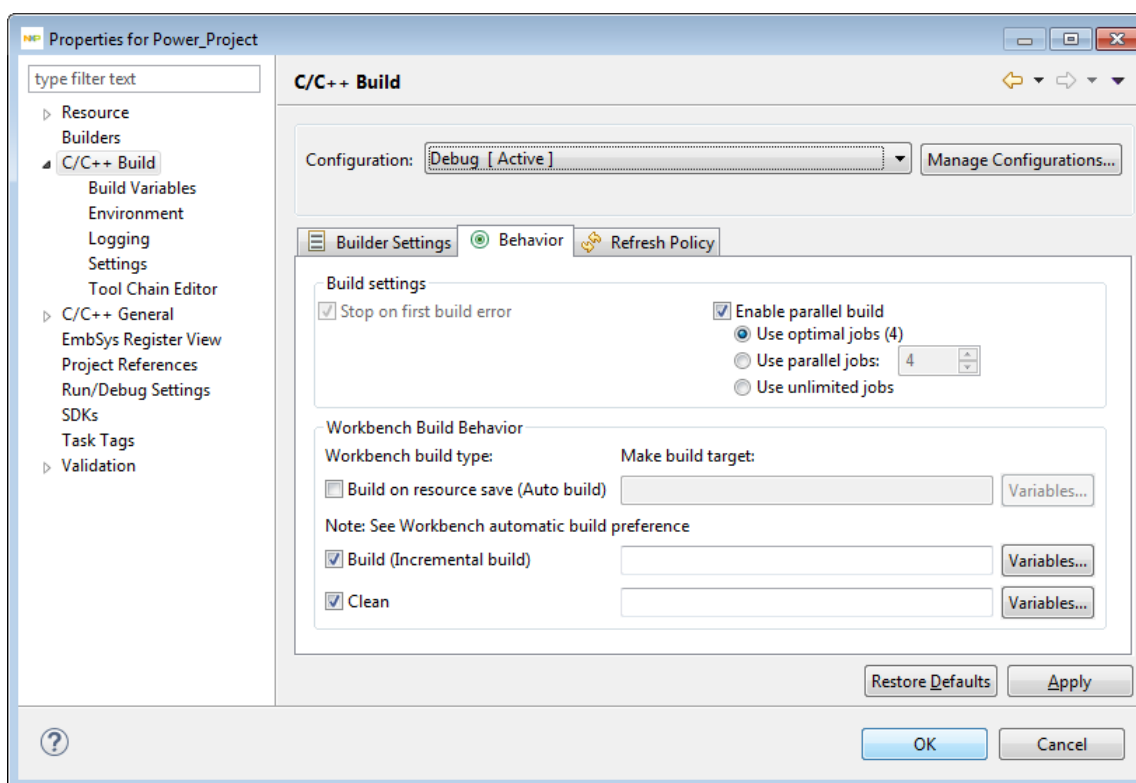 NXP Properties for Power_Project
type filter text
Resource
Builders
C/C++ Build
Build Variables
Environment
Logging
Settings
Tool Chain Editor
C/C++ General
EmbSys Register View
Project References
Run/Debug Settings
SDKs
Task Tags
Validation
C/C++ Build
Configuration: Debug [ Active ] Manage Configurations...
Builder Settings Behavior Refresh Policy
Build settings
Stop on first build error Enable parallel build
Use optimal jobs (4)
Use parallel jobs: 4
Use unlimited jobs
Workbench Build Behavior
Workbench build type: Make build target:
Build on resource save (Auto build) Variables...
Note: See Workbench automatic build preference
Build (Incremental build) Variables...
Clean Variables...
Restore Defaults Apply
? OK Cancel